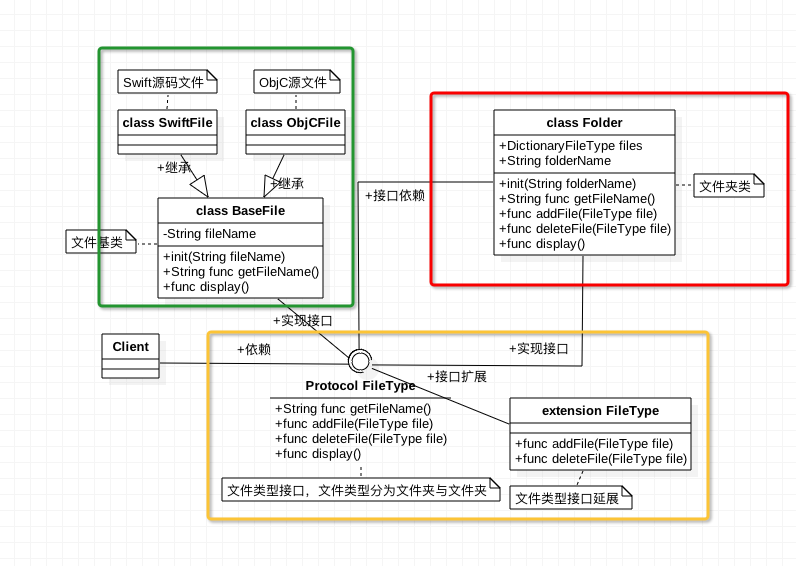 Swift源码文件
ObjC源文件
class SwiftFile
class ObjCFile
+继承
+继承
class BaseFile
-String fileName
+init(String fileName)
+String func getFileName()
+func display()
文件基类
class Folder
+DictionaryFileType files
+String folderName
+init(String folderName)
+String func getFileName()
+func addFile(FileType file)
+func deleteFile(FileType file)
+func display()
文件夹类
+接口依赖
+实现接口
+实现接口
Client
+依赖
+接口扩展
Protocol FileType
+String func getFileName()
+func addFile(FileType file)
+func deleteFile(FileType file)
+func display()
文件类型接口，文件类型分为文件夹与文件夹
extension FileType
+func addFile(FileType file)
+func deleteFile(FileType file)
文件类型接口延展